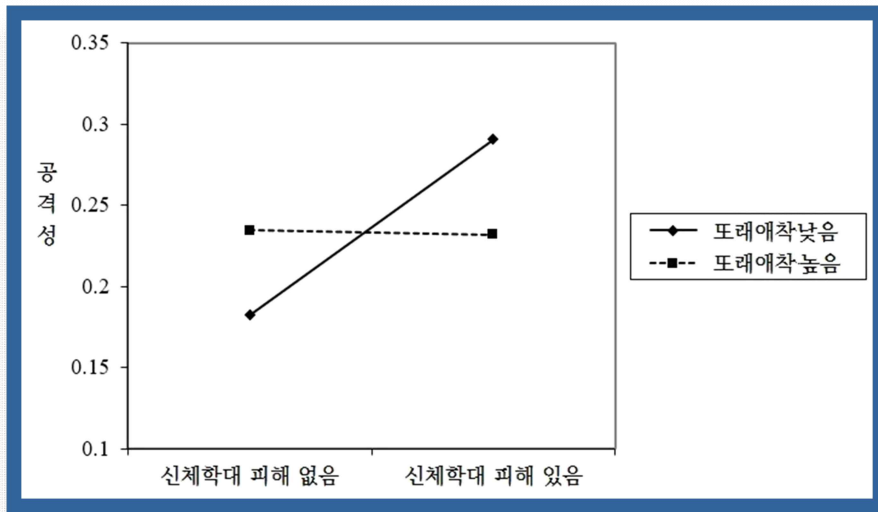 0.35
0.3
0.25
0.2
0.15
0.1
공
격
성
신체학대 피해 없음
신체학대 피해 있음
또래애착낮음
또래애착높음